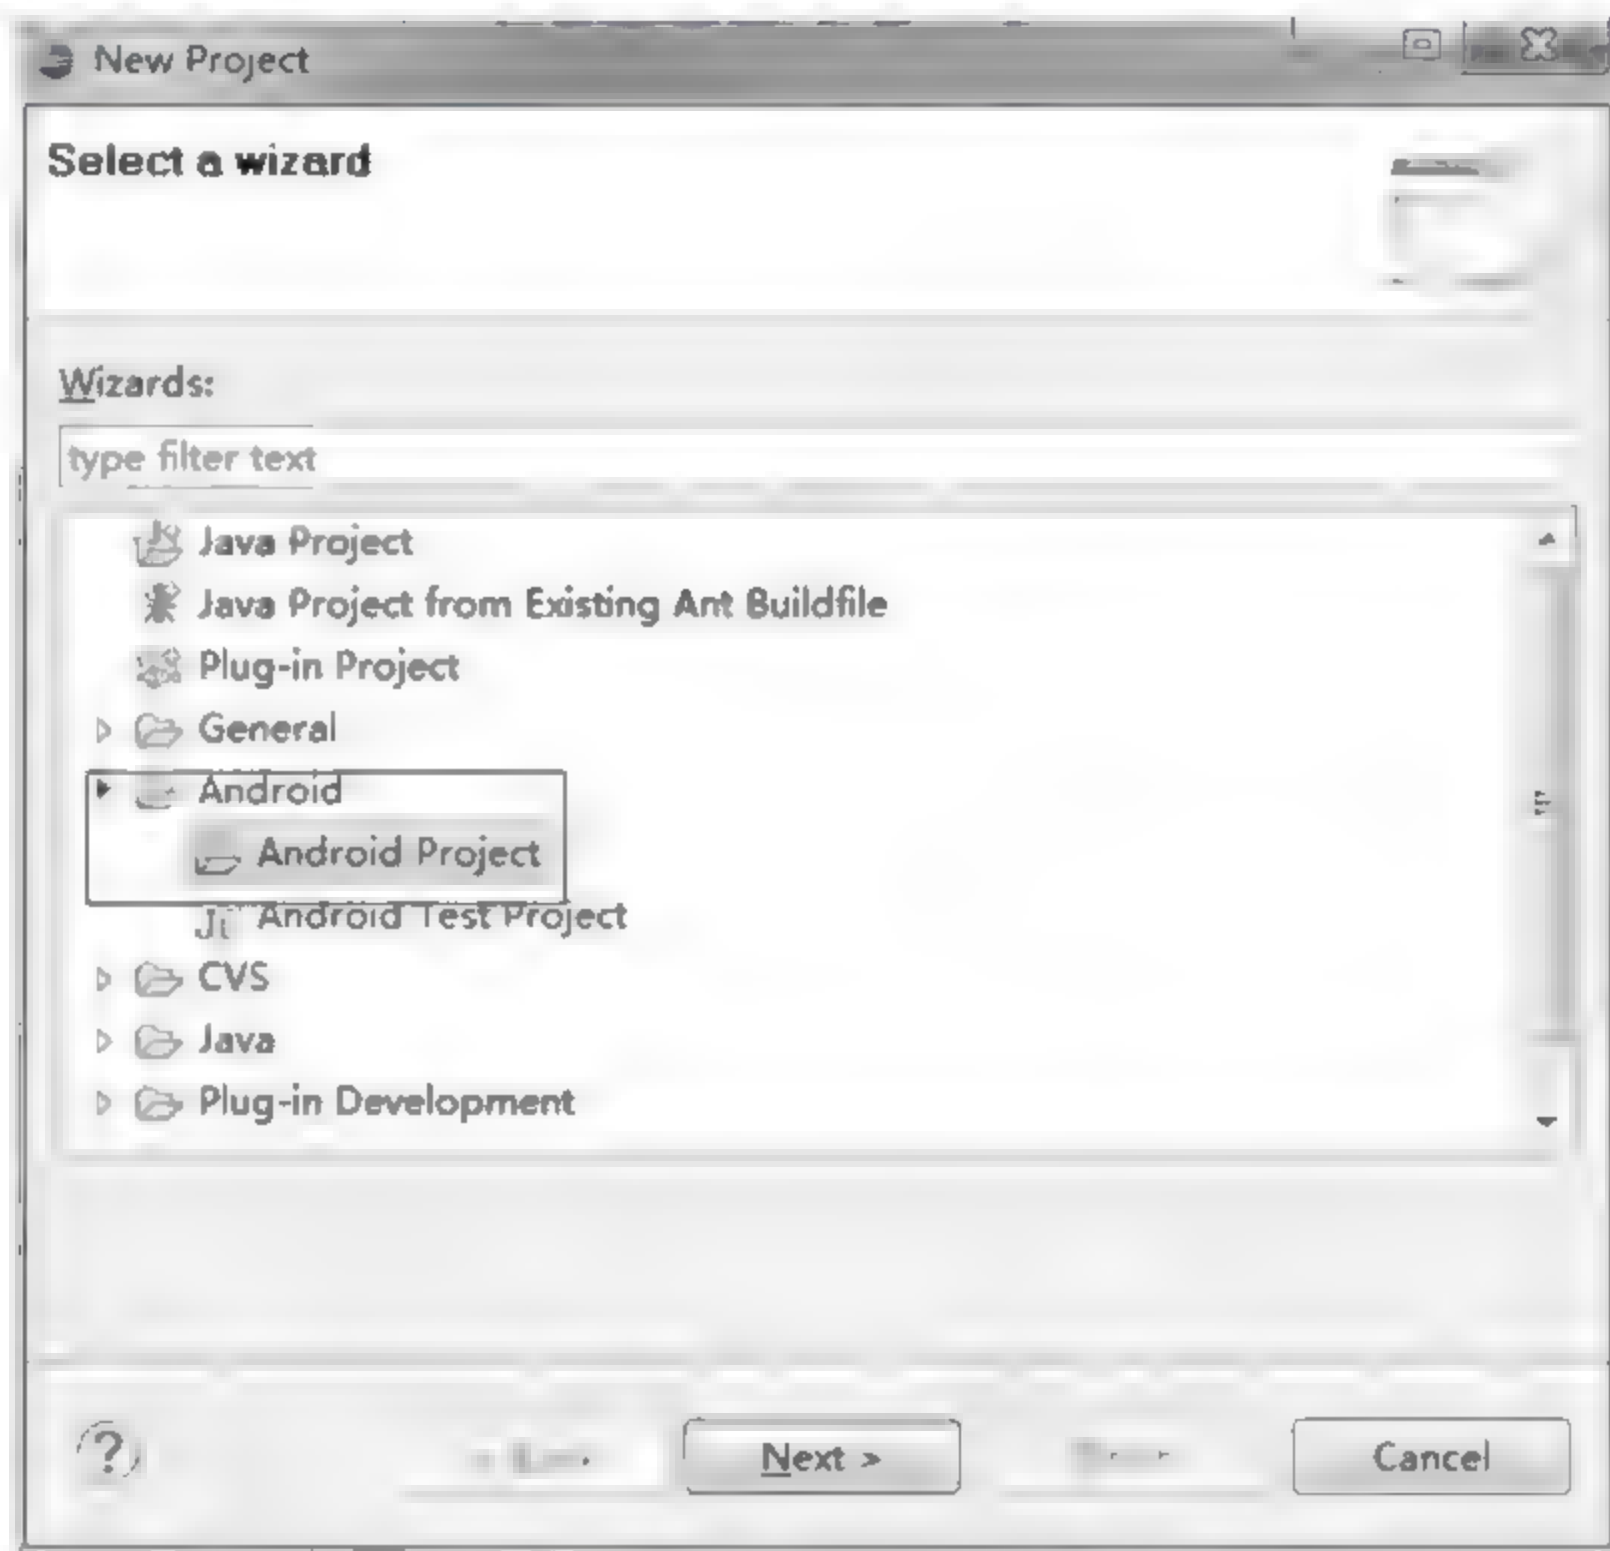 New Project
Select a wizard
Wizards:
type filter text
Java Project
Java Project from Existing Ant Buildfile
Plug-in Project
General
Android
Android Project
Android Test Project
CVS
Java
Plug-in Development
? Next > Cancel